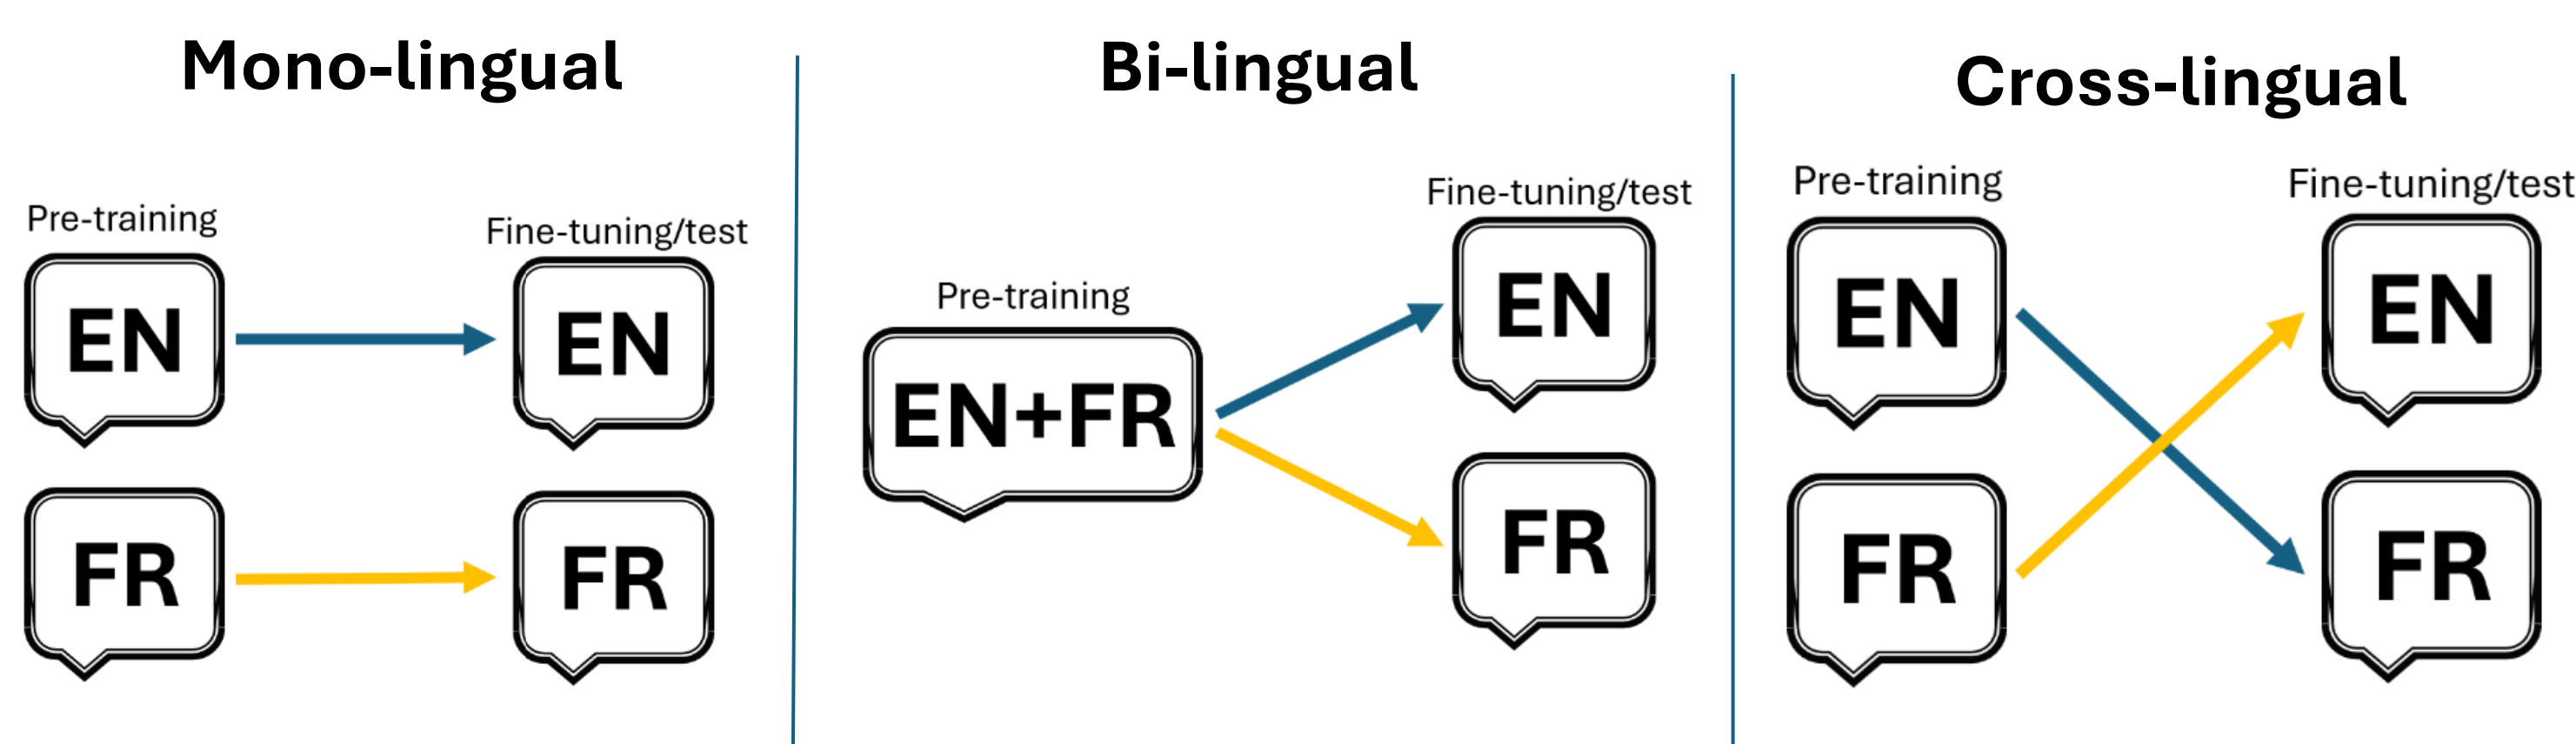 Mono-lingual
Pre-training
Fine-tuning/test
EN
EN
FR
FR
Bi-lingual
Fine-tuning/test
EN
Pre-training
EN+FR
FR
Cross-lingual
Pre-training
Fine-tuning/test
EN
EN
FR
FR